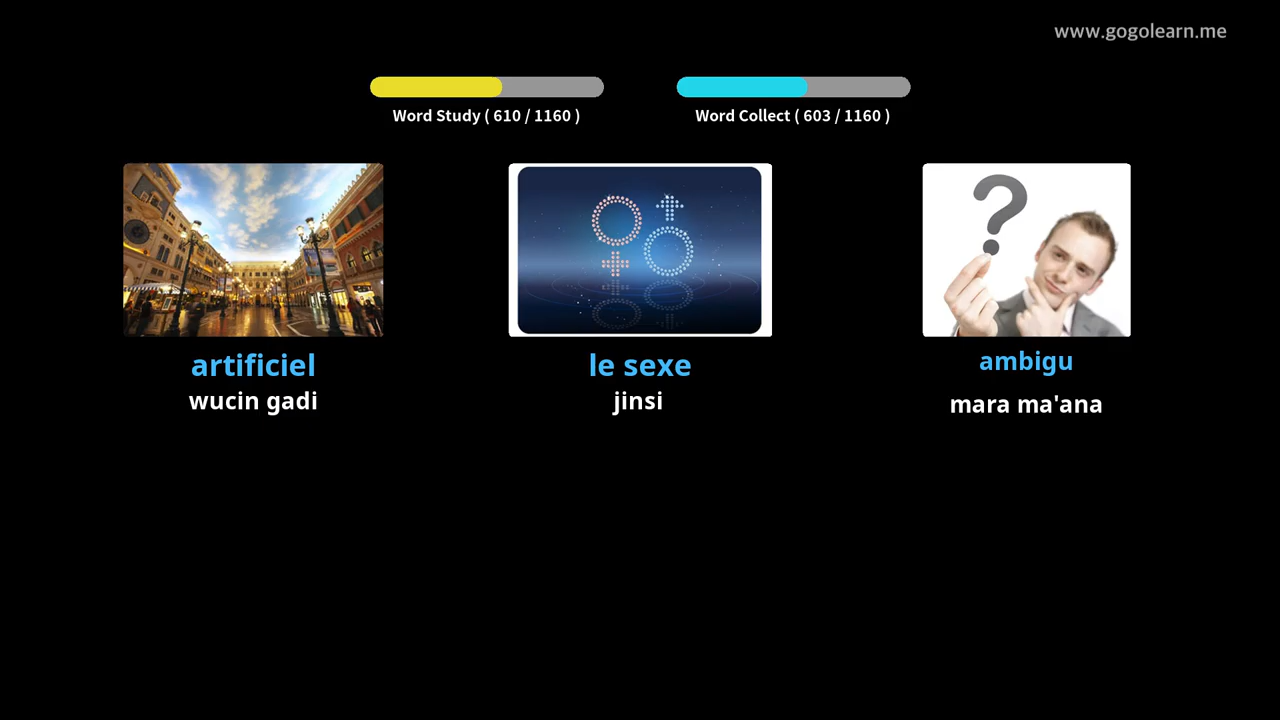 www.gogolearn.me
Word Study ( 610 / 1160 )
Word Collect ( 603 / 1160 )
artificiel
wucin gadi
le sexe
jinsi
ambigu
mara ma'ana